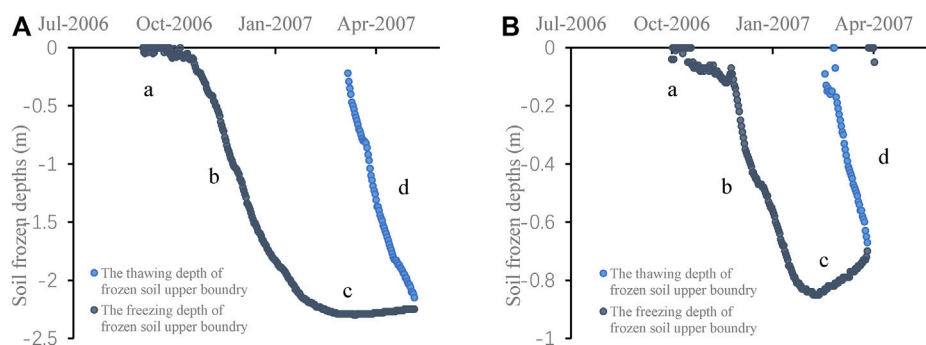 A
Jul-2006 Oct-2006 Jan-2007 Apr-2007
0
-0.5
-1
-1.5
-2
-2.5
Soil frozen depths (m)
a
b
c
d
The thawing depth of
frozen soil upper boundry
The freezing depth of
frozen soil upper boundry
B
Jul-2006 Oct-2006 Jan-2007 Apr-2007
0
-0.2
-0.4
-0.6
-0.8
-1
Soil frozen depths (m)
a
b
c
d
The thawing depth of
frozen soil upper boundry
The freezing depth of
frozen soil upper boundry